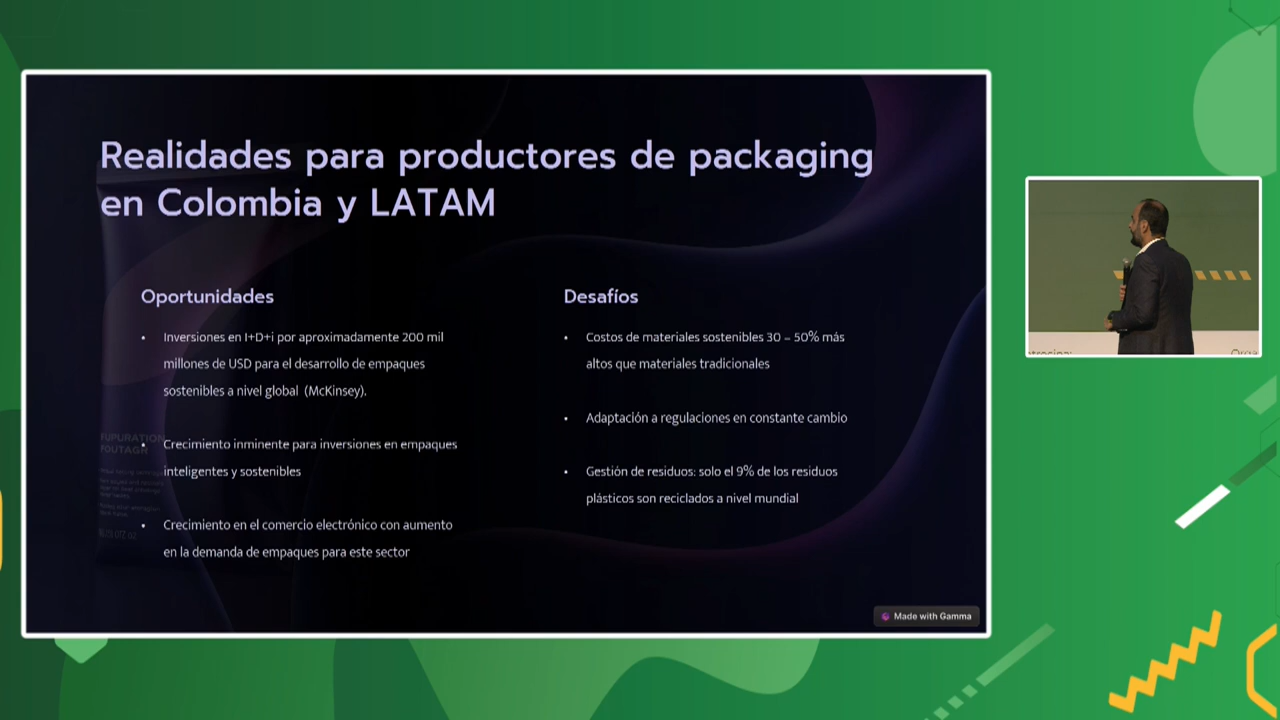 Realidades para productores de packaging
en Colombia y LATAM
Oportunidades
• Inversiones en I+D+i por aproximadamente 200 mil
millones de USD para el desarrollo de empaques
sostenibles a nivel global (McKinsey).
• Crecimiento inminente para inversiones en empaques
inteligentes y sostenibles
• Crecimiento en el comercio electrónico con aumento
en la demanda de empaques para este sector
Desafíos
• Costos de materiales sostenibles 30 – 50% más
altos que materiales tradicionales
• Adaptación a regulaciones en constante cambio
• Gestión de residuos: solo el 9% de los residuos
plásticos son reciclados a nivel mundial
Made with Gamma